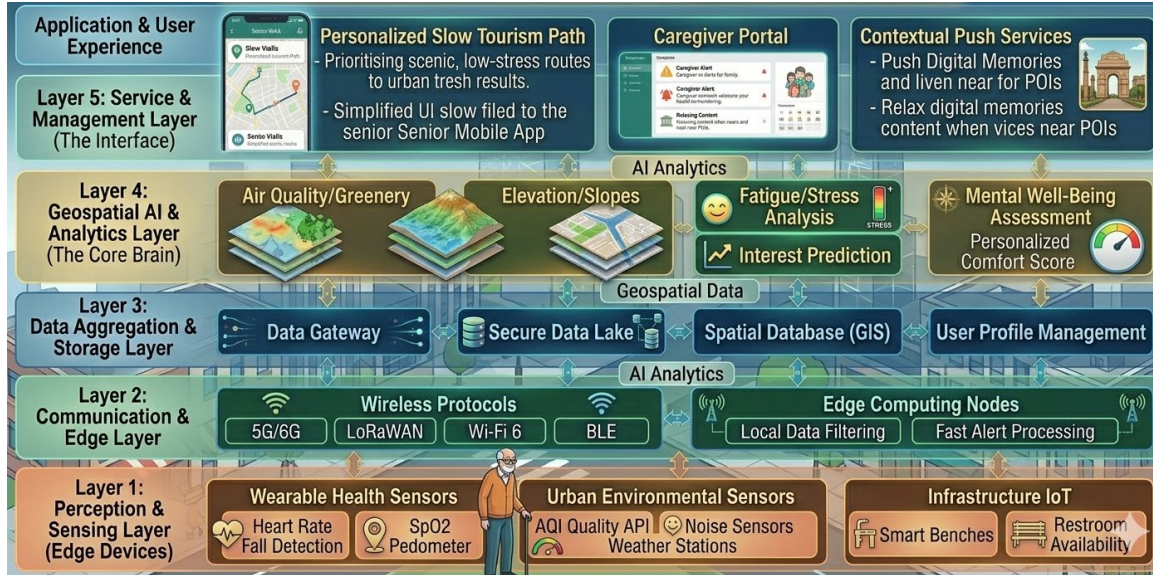 Application & User
Experience
Layer 5: Service &
Management Layer
(The Interface)
Slew Vialls
Senise Vialls
Personalized Slow Tourism Path
- Prioritising scenic, low-stress routes
to urban tresh results.
- Simplified UI slow filed to the
senior Senior Mobile App
Caregiver Portal
Caregiver Alert
Caregiver Alert
Relesing Content
Contextual Push Services
- Push Digital Memories
and liven near for POIs
- Relax digital memories
content when vices near POIs
AI Analytics
Layer 4:
Geospatial AI &
Analytics Layer
(The Core Brain)
Air Quality/Greenery
Elevation/Slopes
Fatigue/Stress
Analysis
STRESS
Interest Prediction
Mental Well-Being
Assessment
Personalized
Comfort Score
Geospatial Data
Layer 3:
Data Aggregation &
Storage Layer
Data Gateway
Secure Data Lake
Spatial Database (GIS)
User Profile Management
AI Analytics
Layer 2:
Communication &
Edge Layer
Wireless Protocols
5G/6G
LoRaWAN
Wi-Fi 6
BLE
Edge Computing Nodes
Local Data Filtering
Fast Alert Processing
Layer 1:
Perception &
Sensing Layer
(Edge Devices)
Wearable Health Sensors
Heart Rate
Fall Detection
SpO2
Pedometer
Urban Environmental Sensors
AQI Quality API
Noise Sensors
Weather Stations
Infrastructure IoT
Smart Benches
Restroom
Availability